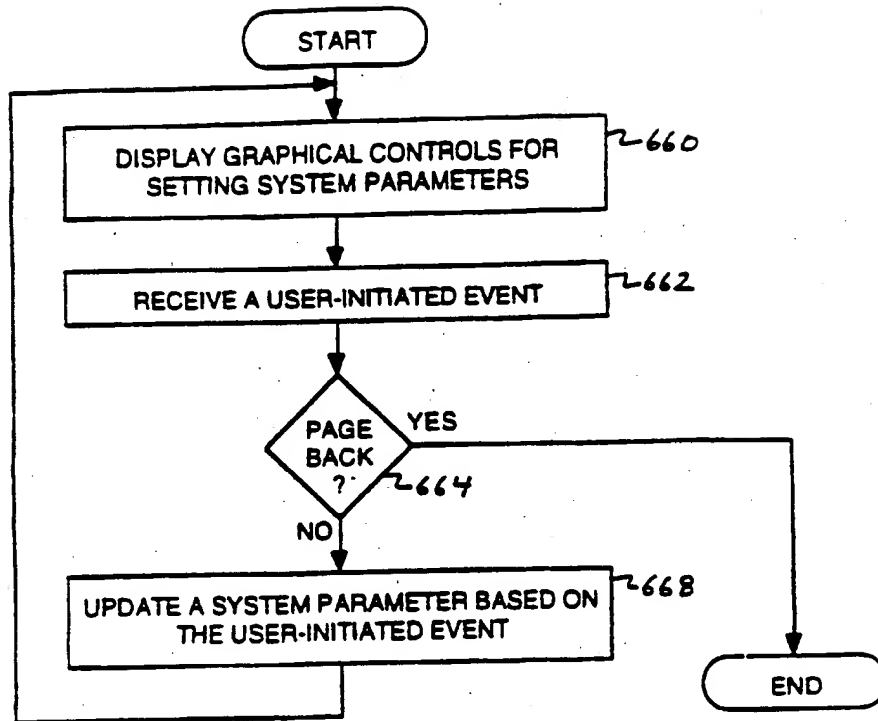 START
DISPLAY GRAPHICAL CONTROLS FOR
SETTING SYSTEM PARAMETERS
660
RECEIVE A USER-INITIATED EVENT
662
PAGE
BACK
?
YES
664
NO
UPDATE A SYSTEM PARAMETER BASED ON
THE USER-INITIATED EVENT
668
END